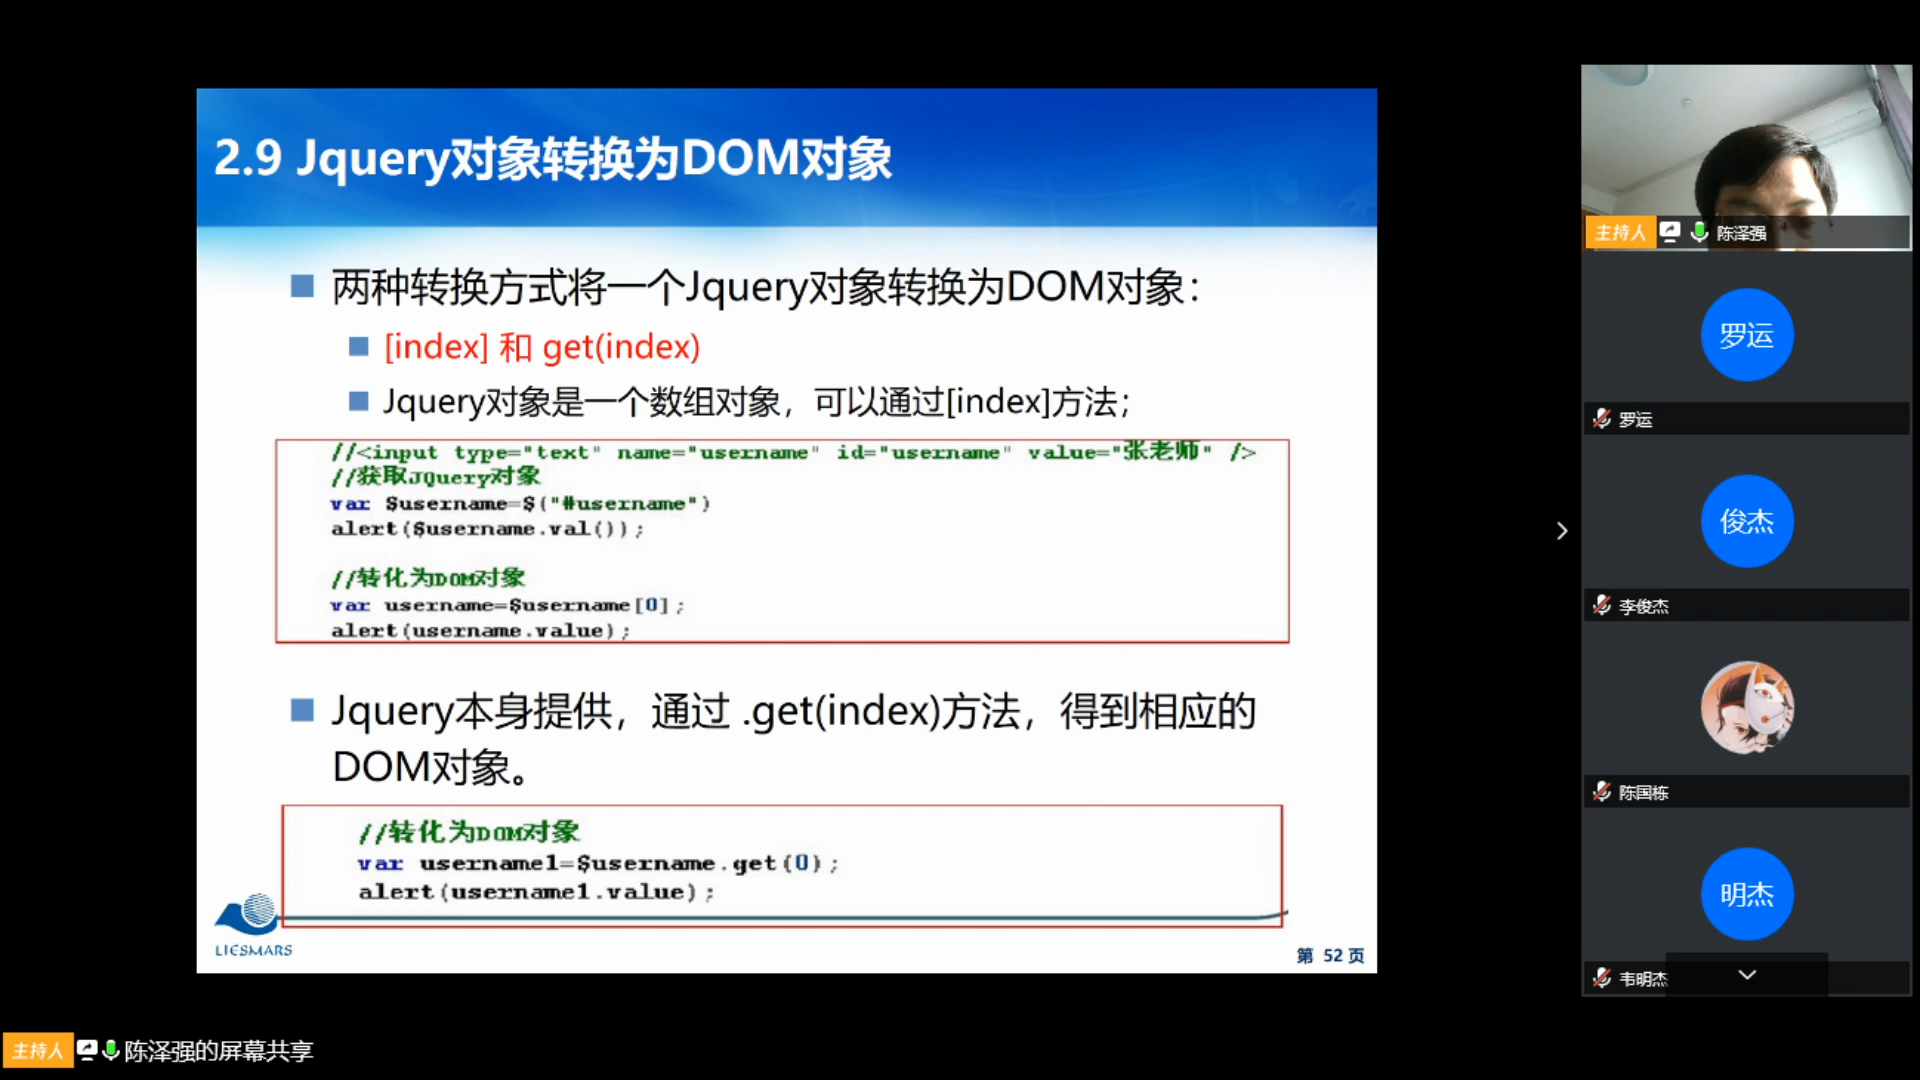 2.9 Jquery对象转换为DOM对象
两种转换方式将一个Jquery对象转换为DOM对象：
[index] 和 get(index)
Jquery对象是一个数组对象，可以通过[index]方法；
//<input type="text" name="username" id="username" value="张老师" />
//获取JQuery对象
var $username=$("#username")
alert($username.val());
//转化为DOM对象
var username=$username[0];
alert(username.value);
Jquery本身提供，通过 .get(index)方法，得到相应的
DOM对象。
//转化为DOM对象
var username1=$username.get(0);
alert(username1.value);
LIESMARS
第 52 页
主持人 陈泽强
罗运
罗运
俊杰
李俊杰
陈国栋
明杰
韦明杰
主持人 陈泽强的屏幕共享